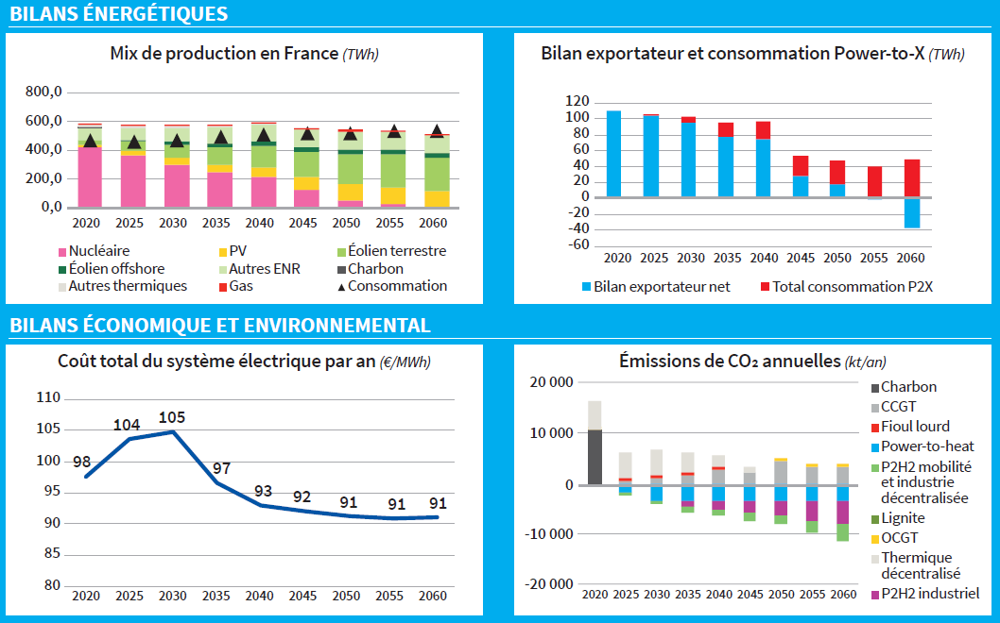 BILANS ÉNERGÉTIQUES
Mix de production en France (TWh)
800,0
600,0
400,0
200,0
0,0
2020 2025 2030 2035 2040 2045 2050 2055 2060
Nucléaire PV Éolien terrestre
Éolien offshore Autres ENR Charbon
Autres thermiques Gas Consommation
Bilan exportateur et consommation Power-to-X (TWh)
120
100
80
60
40
20
0
-20
-40
-60
2020 2025 2030 2035 2040 2045 2050 2055 2060
Bilan exportateur net Total consommation P2X
BILANS ÉCONOMIQUE ET ENVIRONNEMENTAL
Coût total du système électrique par an (€/MWh)
110
105
100
95
90
85
80
98 104 105 97 93 92 91 91 91
2020 2025 2030 2035 2040 2045 2050 2055 2060
Émissions de CO₂ annuelles (kt/an)
20 000
10 000
0
-10 000
-20 000
2020 2025 2030 2035 2040 2045 2050 2055 2060
Charbon
CCGT
Fioul lourd
Power-to-heat
P2H2 mobilité
et industrie
décentralisée
Lignite
OCGT
Thermique
décentralisé
P2H2 industriel